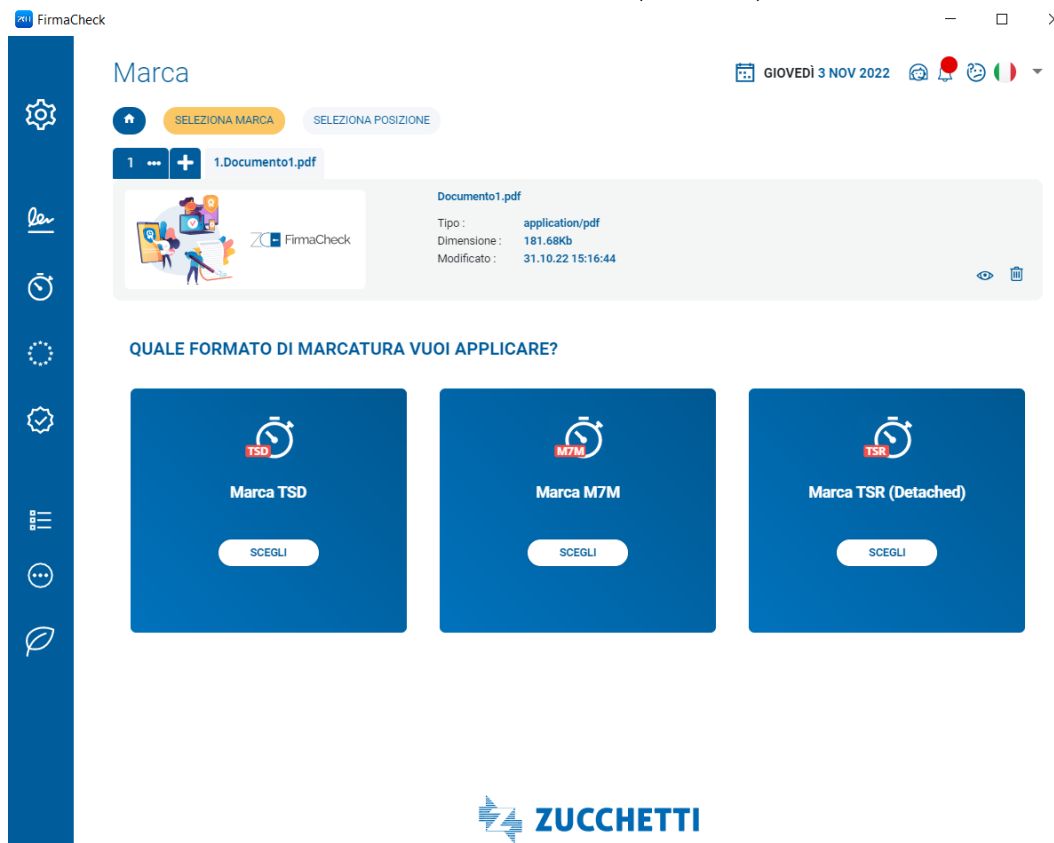 FirmaCheck
Marca
GIOVEDÌ 3 NOV 2022
SELEZIONA MARCA
SELEZIONA POSIZIONE
1 ••• + 1.Documento1.pdf
FirmaCheck
Documento1.pdf
Tipo : application/pdf
Dimensione : 181.68Kb
Modificato : 31.10.22 15:16:44
QUALE FORMATO DI MARCATURA VUOI APPLICARE?
TSD
Marca TSD
SCEGLI
M7M
Marca M7M
SCEGLI
TSR
Marca TSR (Detached)
SCEGLI
ZUCCHETTI